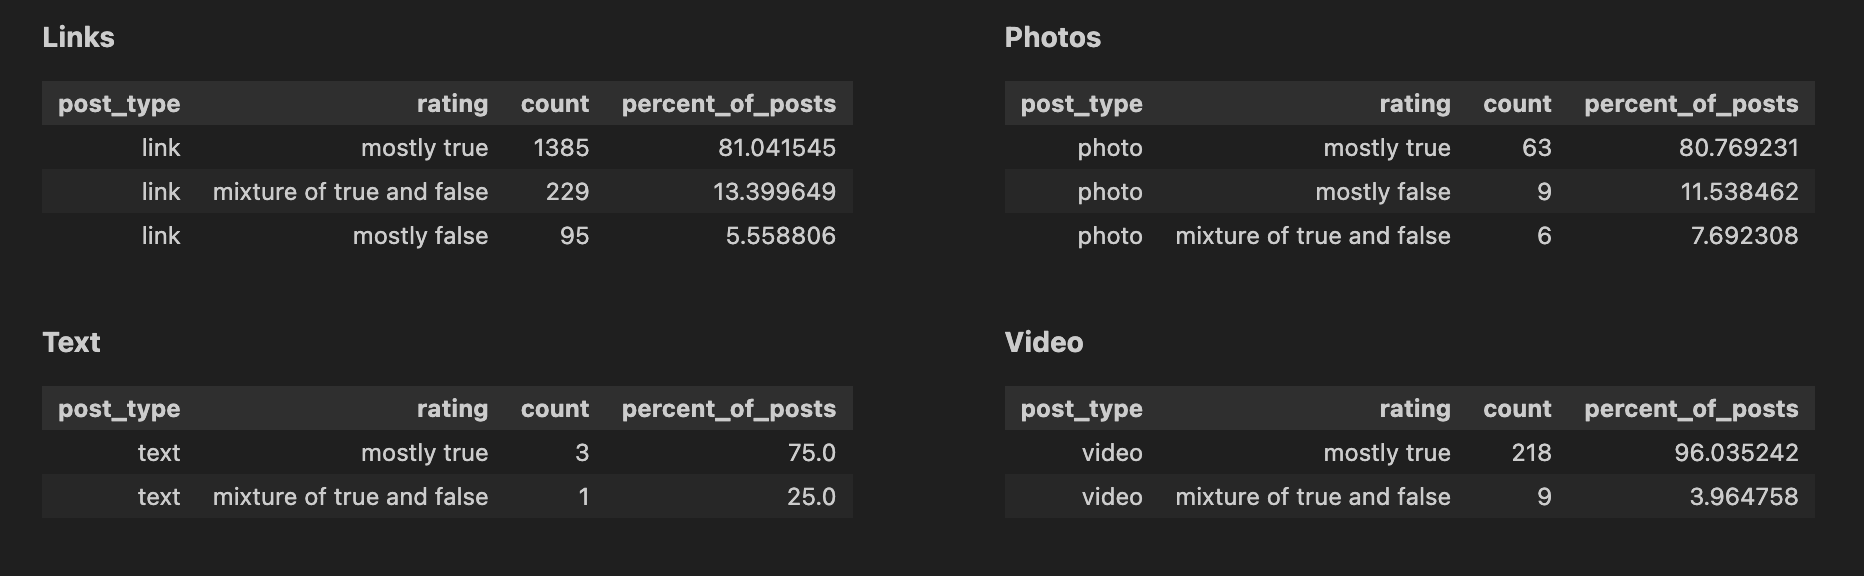 Links
post_type rating count percent_of_posts
link mostly true 1385 81.041545
link mixture of true and false 229 13.399649
link mostly false 95 5.558806
Photos
post_type rating count percent_of_posts
photo mostly true 63 80.769231
photo mostly false 9 11.538462
photo mixture of true and false 6 7.692308
Text
post_type rating count percent_of_posts
text mostly true 3 75.0
text mixture of true and false 1 25.0
Video
post_type rating count percent_of_posts
video mostly true 218 96.035242
video mixture of true and false 9 3.964758